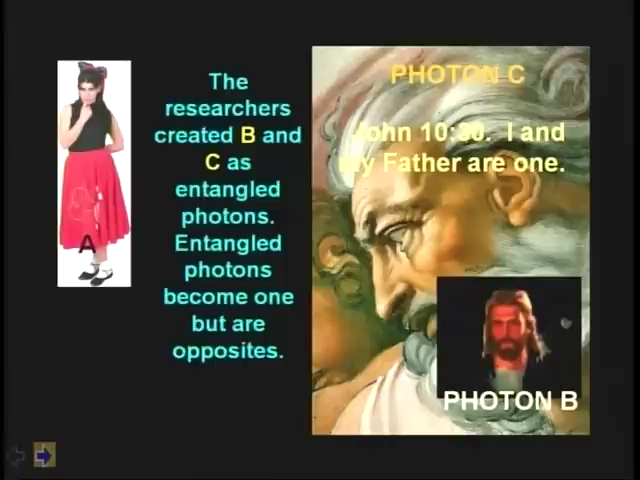 The
researchers
created B and
C as
entangled
photons.
Entangled
photons
become one
but are
opposites.
A
PHOTON C
John 10:30. I and
my Father are one.
PHOTON B